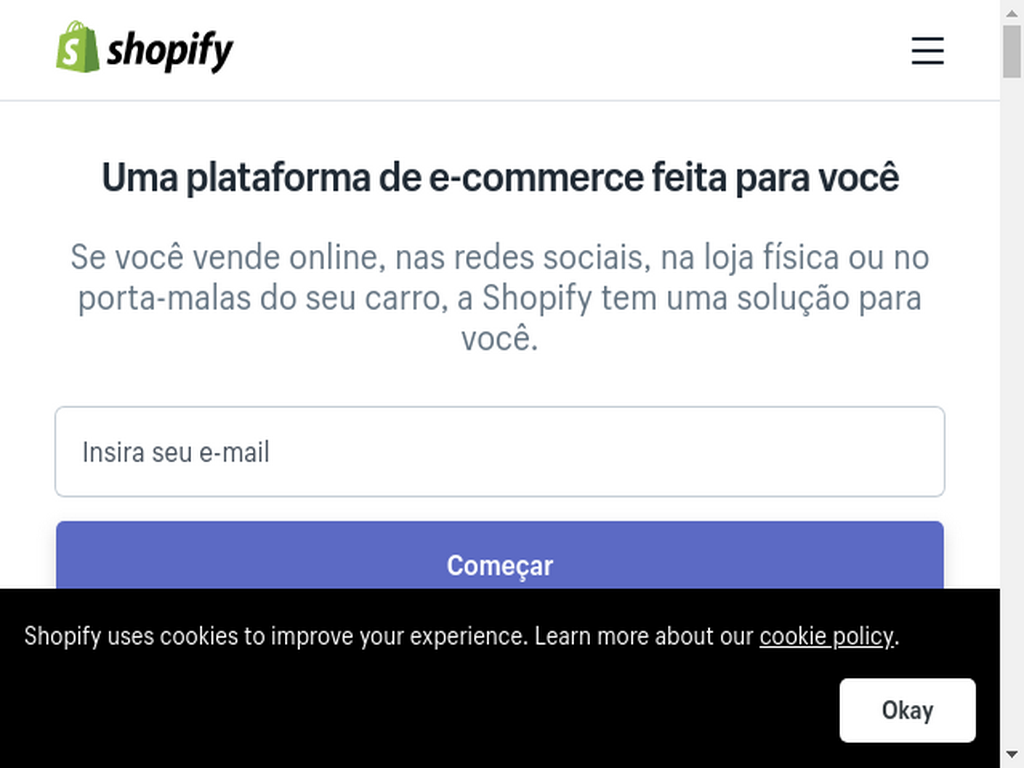 shopify
Uma plataforma de e-commerce feita para você
Se você vende online, nas redes sociais, na loja física ou no
porta-malas do seu carro, a Shopify tem uma solução para
você.
Insira seu e-mail
Começar
Shopify uses cookies to improve your experience. Learn more about our cookie policy.
Okay